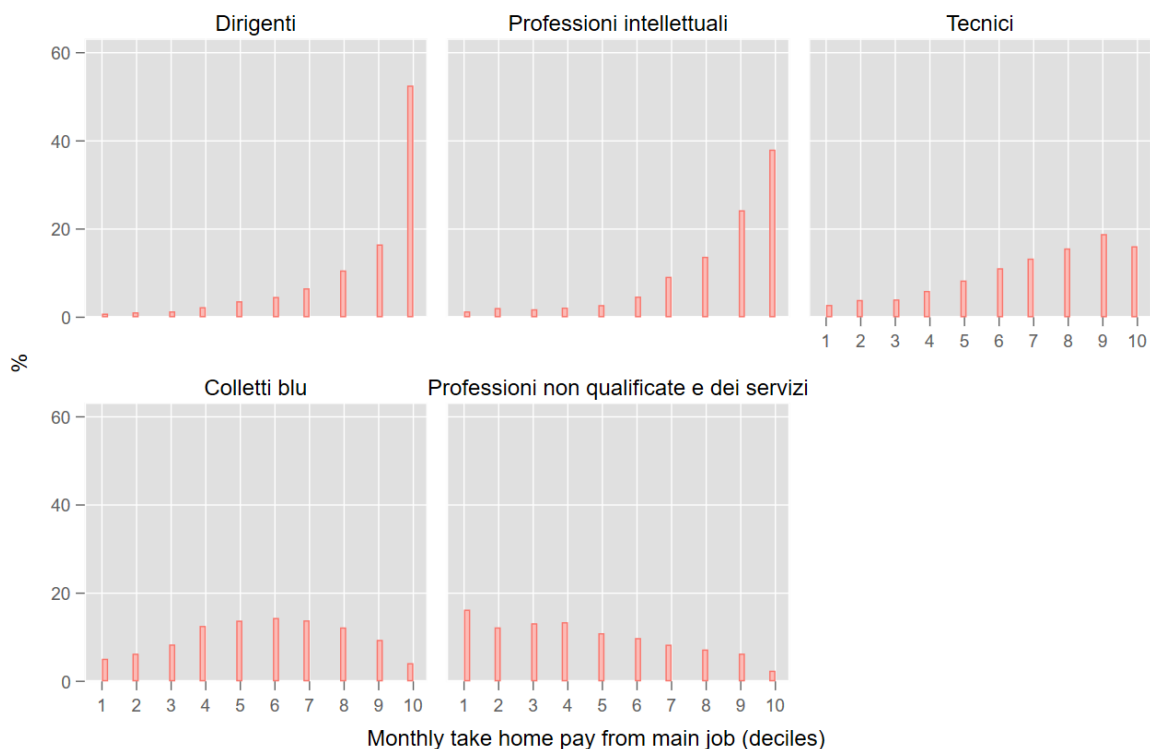 Dirigenti
Professioni intellettuali
Tecnici
60
40
20
0
1 2 3 4 5 6 7 8 9 10
%
Colletti blu
Professioni non qualificate e dei servizi
60
40
20
0
1 2 3 4 5 6 7 8 9 10
1 2 3 4 5 6 7 8 9 10
Monthly take home pay from main job (deciles)